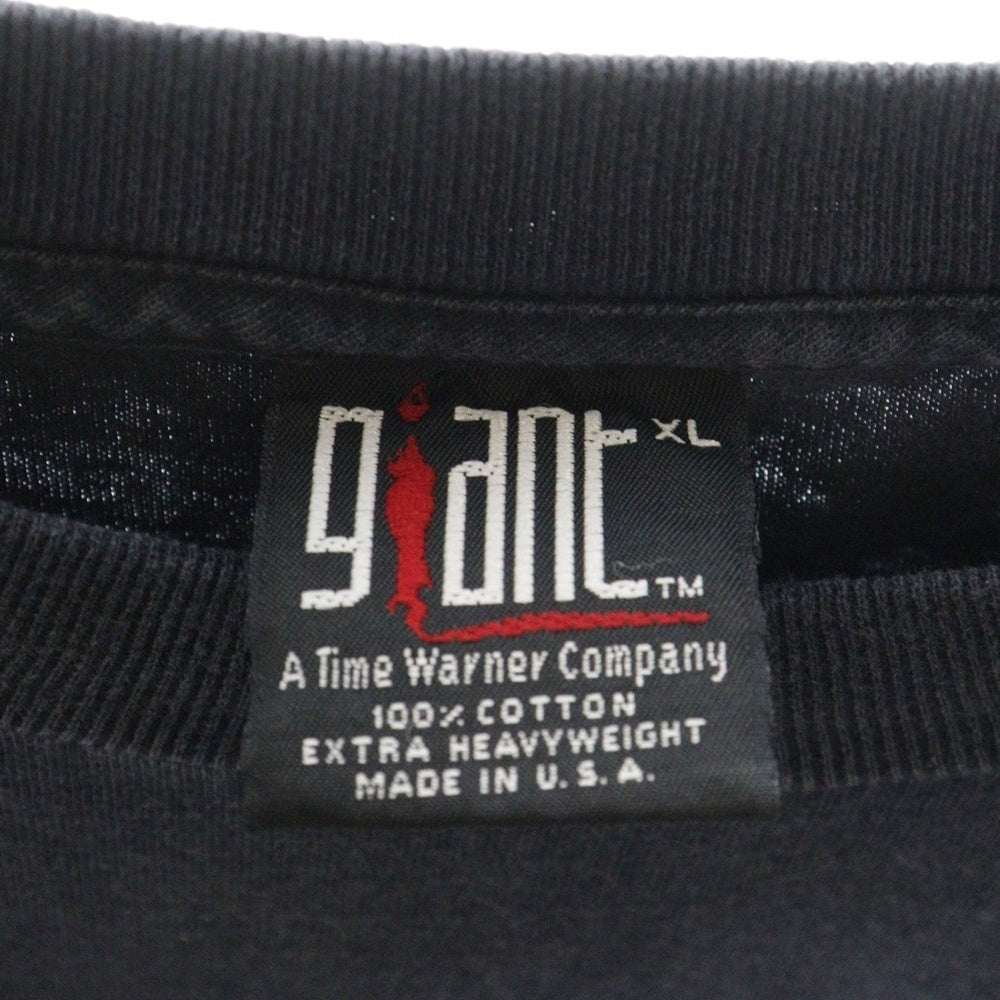 giant XL
TM
A Time Warner Company
100% COTTON
EXTRA HEAVYWEIGHT
MADE IN U.S.A.